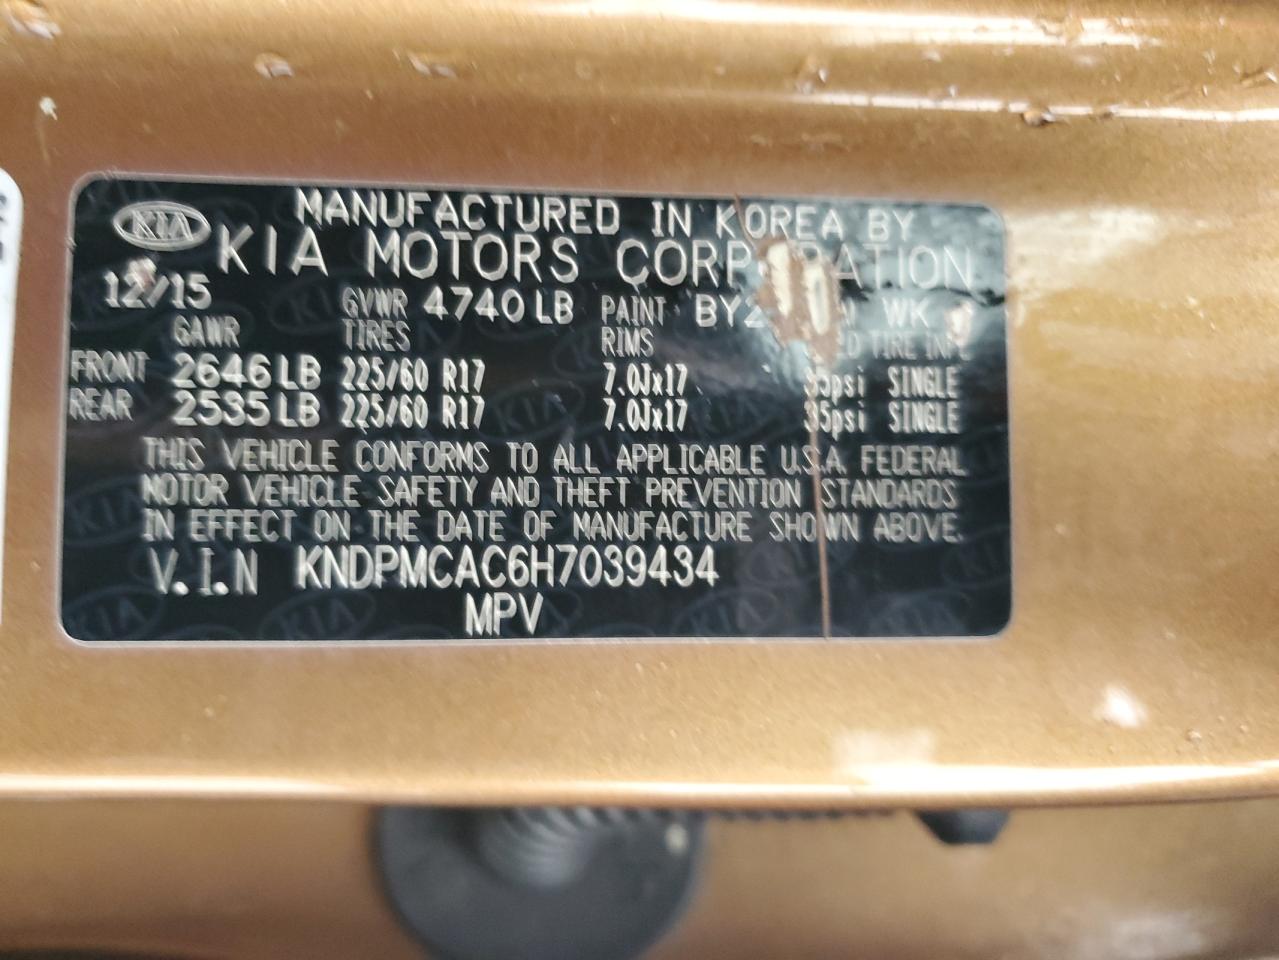 MANUFACTURED IN KOREA BY
KIA KIA MOTORS
12/15 GVWR 4740 LB PAINT WK
GAWR TIRES RIMS TIRE
FRONT 2646 LB 225/60 R17 7.0Jx17 35psi SINGLE
REAR 2535 LB 225/60 R17 7.0Jx17 35psi SINGLE
THIS VEHICLE CONFORMS TO ALL APPLICABLE U.S.A. FEDERAL
MOTOR VEHICLE SAFETY AND THEFT PREVENTION STANDARDS
IN EFFECT ON THE DATE OF MANUFACTURE SHOWN ABOVE.
V.I.N KNDPMCAC6H7039434
MPV